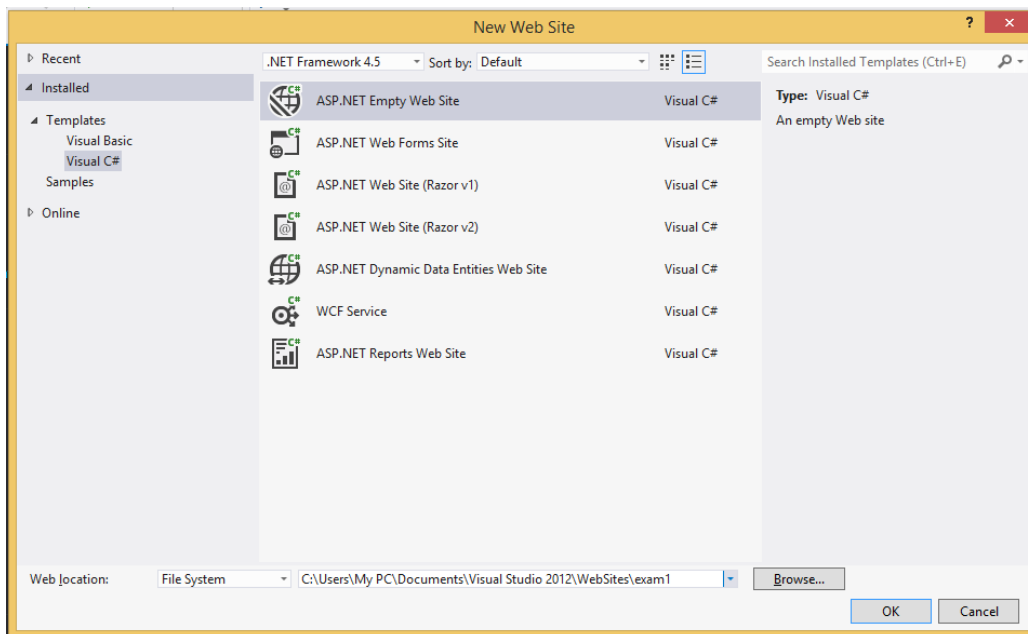 New Web Site
? ×
Recent
Installed
Templates
Visual Basic
Visual C#
Samples
Online
.NET Framework 4.5 Sort by: Default
ASP.NET Empty Web Site Visual C#
ASP.NET Web Forms Site Visual C#
ASP.NET Web Site (Razor v1) Visual C#
ASP.NET Web Site (Razor v2) Visual C#
ASP.NET Dynamic Data Entities Web Site Visual C#
WCF Service Visual C#
ASP.NET Reports Web Site Visual C#
Search Installed Templates (Ctrl+E)
Type: Visual C#
An empty Web site
Web location: File System C:\Users\My PC\Documents\Visual Studio 2012\WebSites\exam1 Browse...
OK Cancel